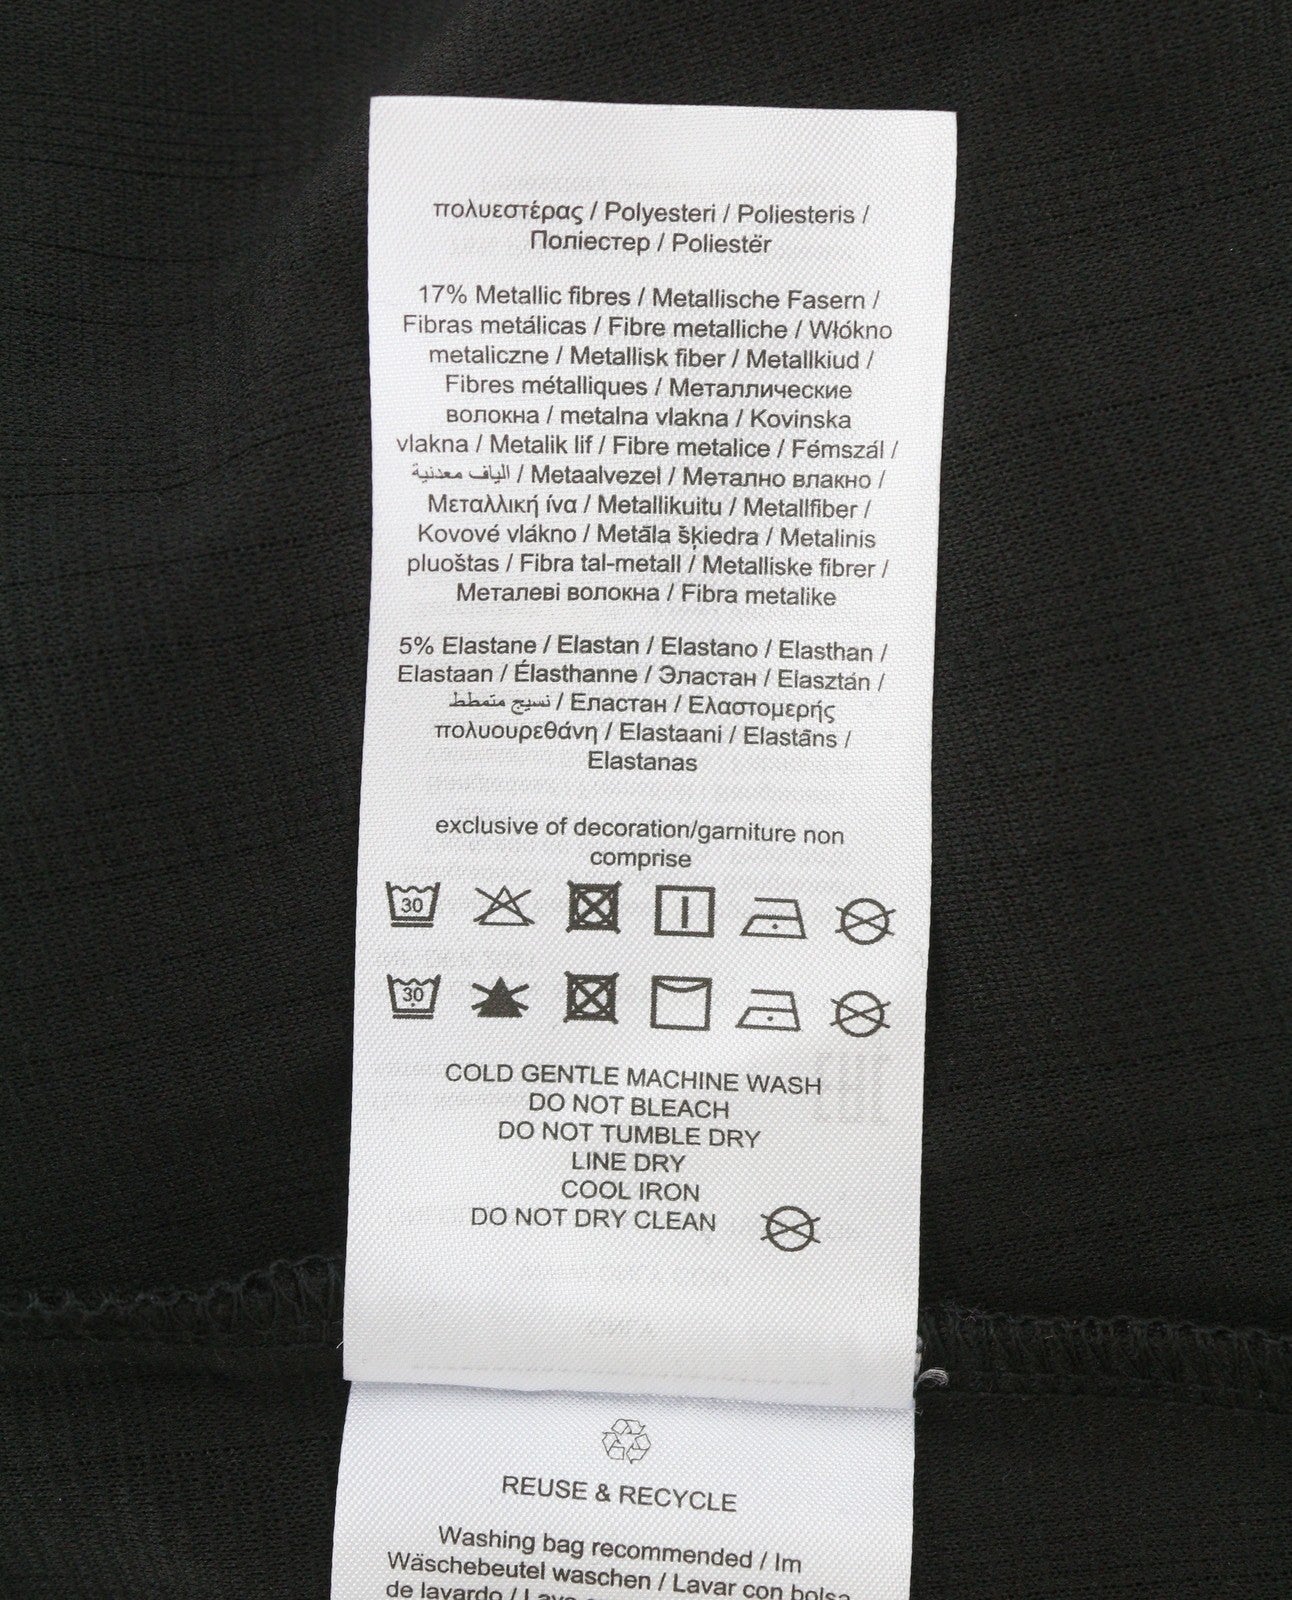 πολυεστέρας / Polyesteri / Poliesteris /
Поліестер / Poliestër
17% Metallic fibres / Metallische Fasern /
Fibras metálicas / Fibre metalliche / Włókno
metaliczne / Metallisk fiber / Metallkiud /
Fibres métalliques / Металлические
волокна / metalna vlakna / Kovinska
vlakna / Metalik lif / Fibre metalice / Fémszál /
الياف معدنية / Metaalvezel / Метално влакно /
Μεταλλική ίνα / Metallikuitu / Metallfiber /
Kovové vlákno / Metāla šķiedra / Metalinis
pluoštas / Fibra tal-metall / Metalliske fibrer /
Металеві волокна / Fibra metalike
5% Elastane / Elastan / Elastano / Elasthan /
Elastaan / Élasthanne / Эластан / Elasztán /
نسيج متمطط / Еластан / Ελαστομερής
πολυουρεθάνη / Elastaani / Elastāns /
Elastanas
exclusive of decoration/garniture non
comprise
30
30
COLD GENTLE MACHINE WASH
DO NOT BLEACH
DO NOT TUMBLE DRY
LINE DRY
COOL IRON
DO NOT DRY CLEAN
REUSE & RECYCLE
Washing bag recommended / Im
Wäschebeutel waschen / Lavar con bolsa
de lavardo /